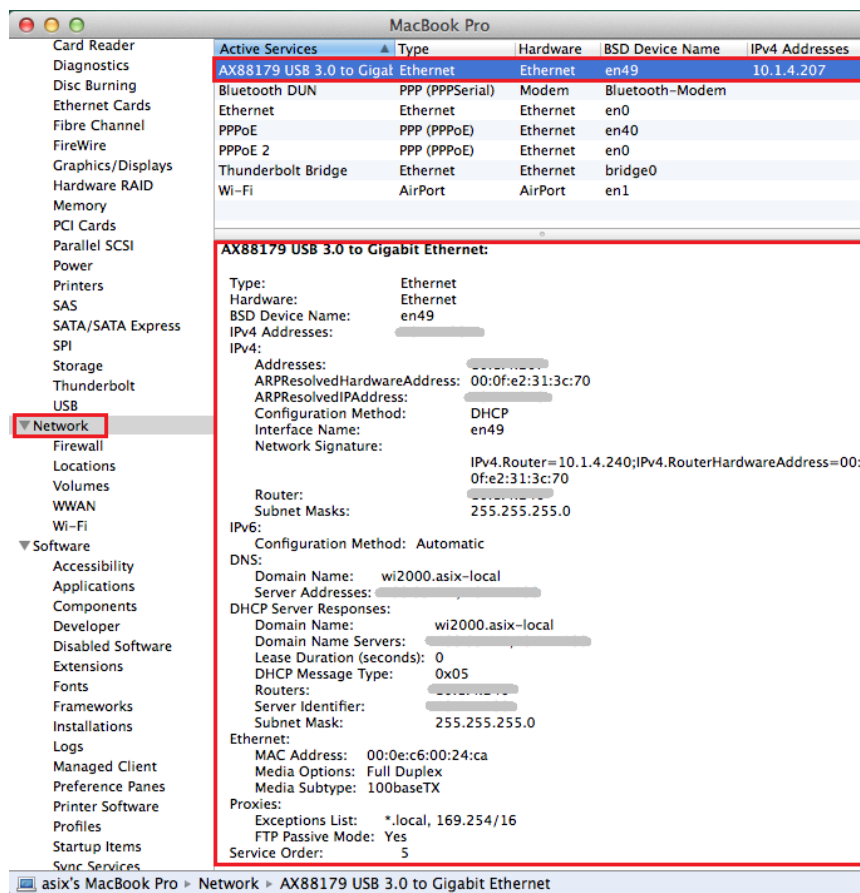 MacBook Pro
Card Reader
Diagnostics
Disc Burning
Ethernet Cards
Fibre Channel
FireWire
Graphics/Displays
Hardware RAID
Memory
PCI Cards
Parallel SCSI
Power
Printers
SAS
SATA/SATA Express
SPI
Storage
Thunderbolt
USB
Network
Firewall
Locations
Volumes
WWAN
Wi-Fi
Software
Accessibility
Applications
Components
Developer
Disabled Software
Extensions
Fonts
Frameworks
Installations
Logs
Managed Client
Preference Panes
Printer Software
Profiles
Startup Items
Sync Services
Active Services Type Hardware BSD Device Name IPv4 Addresses
AX88179 USB 3.0 to Gigab Ethernet Ethernet en49 10.1.4.207
Bluetooth DUN PPP (PPPSerial) Modem Bluetooth-Modem
Ethernet Ethernet Ethernet en0
PPPoE PPP (PPPoE) Ethernet en40
PPPoE 2 PPP (PPPoE) Ethernet en0
Thunderbolt Bridge Ethernet Ethernet bridge0
Wi-Fi AirPort AirPort en1
AX88179 USB 3.0 to Gigabit Ethernet:
Type: Ethernet
Hardware: Ethernet
BSD Device Name: en49
IPv4 Addresses:
IPv4:
Addresses:
ARPResolvedHardwareAddress: 00:0f:e2:31:3c:70
ARPResolvedIPAddress:
Configuration Method: DHCP
Interface Name: en49
Network Signature:
IPv4.Router=10.1.4.240;IPv4.RouterHardwareAddress=00:
0f:e2:31:3c:70
Router:
Subnet Masks: 255.255.255.0
IPv6:
Configuration Method: Automatic
DNS:
Domain Name: wi2000.asix-local
Server Addresses:
DHCP Server Responses:
Domain Name: wi2000.asix-local
Domain Name Servers:
Lease Duration (seconds): 0
DHCP Message Type: 0x05
Routers:
Server Identifier:
Subnet Mask: 255.255.255.0
Ethernet:
MAC Address: 00:0e:c6:00:24:ca
Media Options: Full Duplex
Media Subtype: 100baseTX
Proxies:
Exceptions List: *.local, 169.254/16
FTP Passive Mode: Yes
Service Order: 5
asix's MacBook Pro ▸ Network ▸ AX88179 USB 3.0 to Gigabit Ethernet